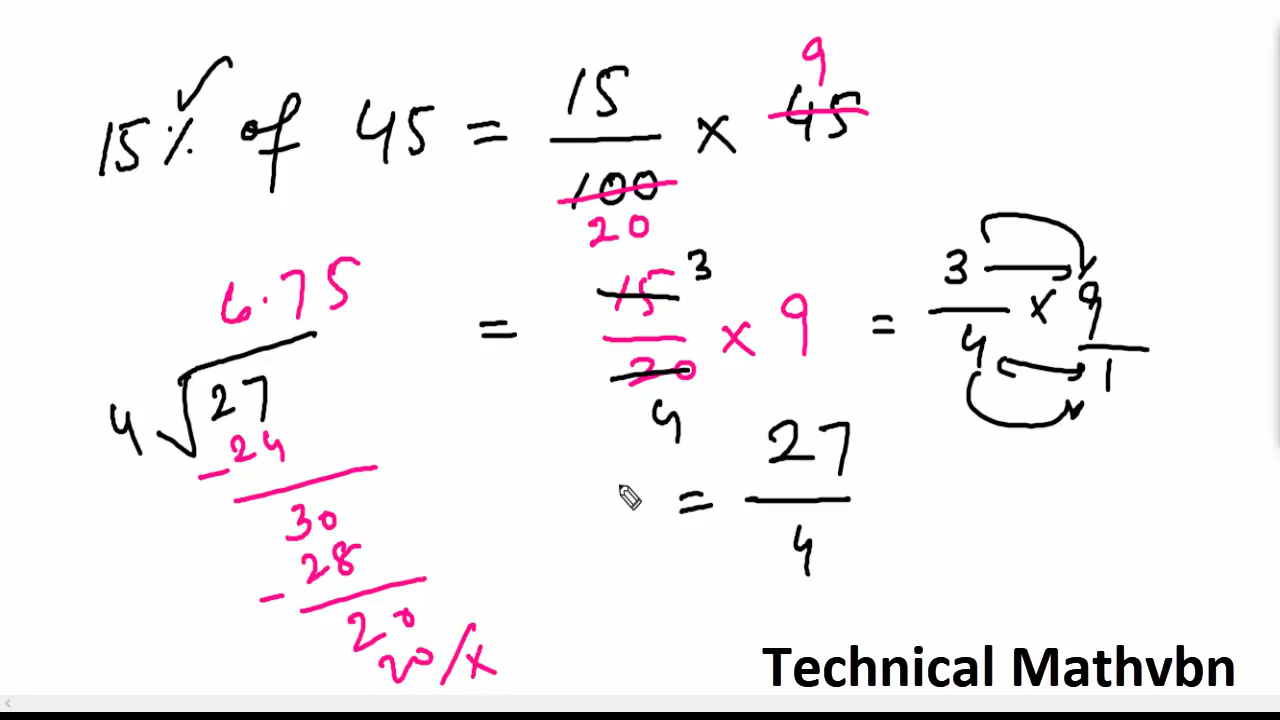 9
15% of 45 = 15/100 × 45
20
= 15/20 × 9 = 3/4 × 9/1
3
4
= 27/4
6.75
4√27
-24
30
-28
20
20/x
Technical Mathvbn